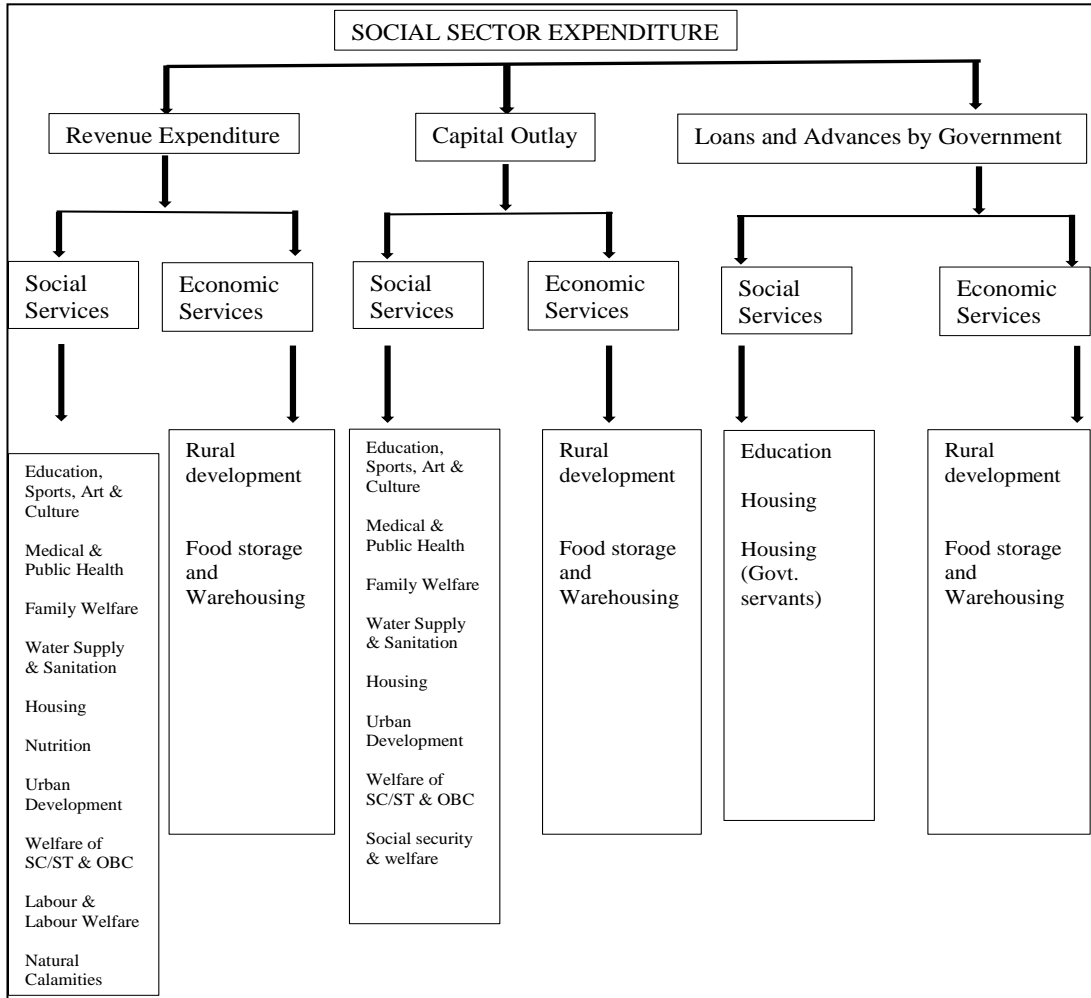 SOCIAL SECTOR EXPENDITURE
Revenue Expenditure
Capital Outlay
Loans and Advances by Government
Social
Services
Economic
Services
Social
Services
Economic
Services
Social
Services
Economic
Services
Education,
Sports, Art &
Culture
Medical &
Public Health
Family Welfare
Water Supply
& Sanitation
Housing
Nutrition
Urban
Development
Welfare of
SC/ST & OBC
Labour &
Labour Welfare
Natural
Calamities
Rural
development
Food storage
and
Warehousing
Education,
Sports, Art &
Culture
Medical &
Public Health
Family Welfare
Water Supply
& Sanitation
Housing
Urban
Development
Welfare of
SC/ST & OBC
Social security
& welfare
Rural
development
Food storage
and
Warehousing
Education
Housing
Housing
(Govt.
servants)
Rural
development
Food storage
and
Warehousing